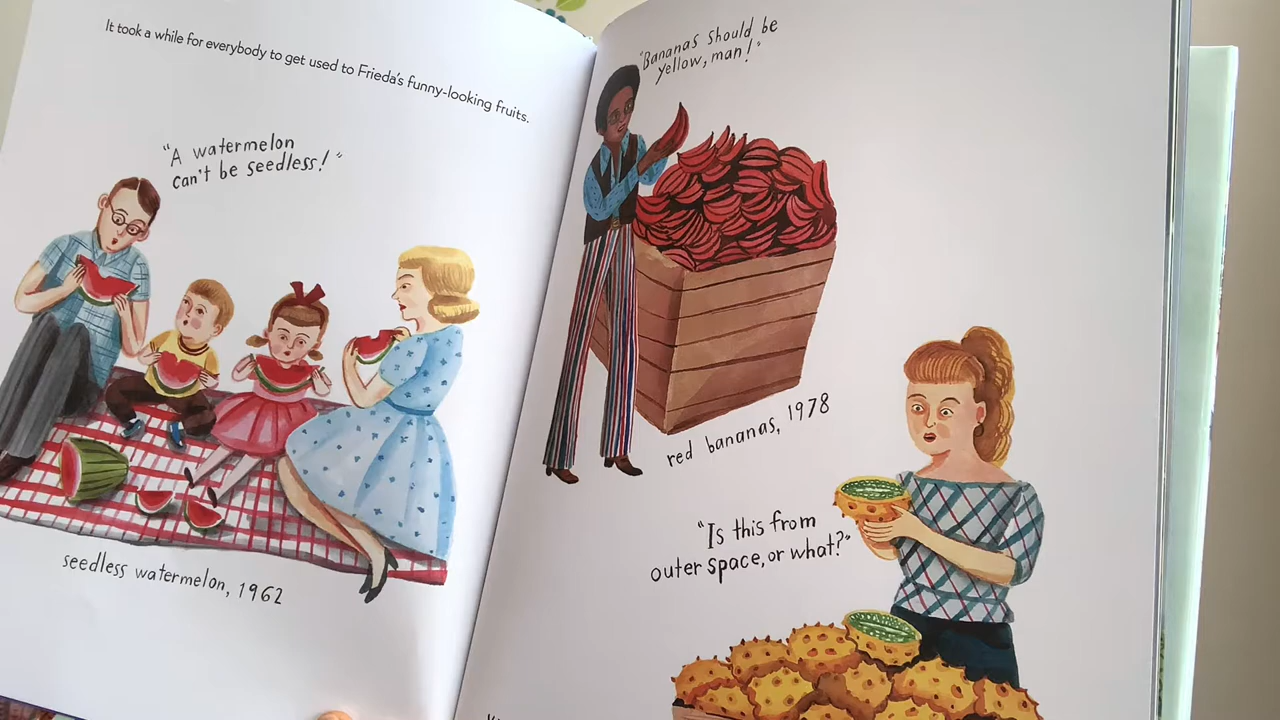 It took a while for everybody to get used to Frieda's funny-looking fruits.
"A watermelon
can't be seedless!"
seedless watermelon, 1962
"Bananas should be
yellow, man!"
red bananas, 1978
"Is this from
outer space, or what?"